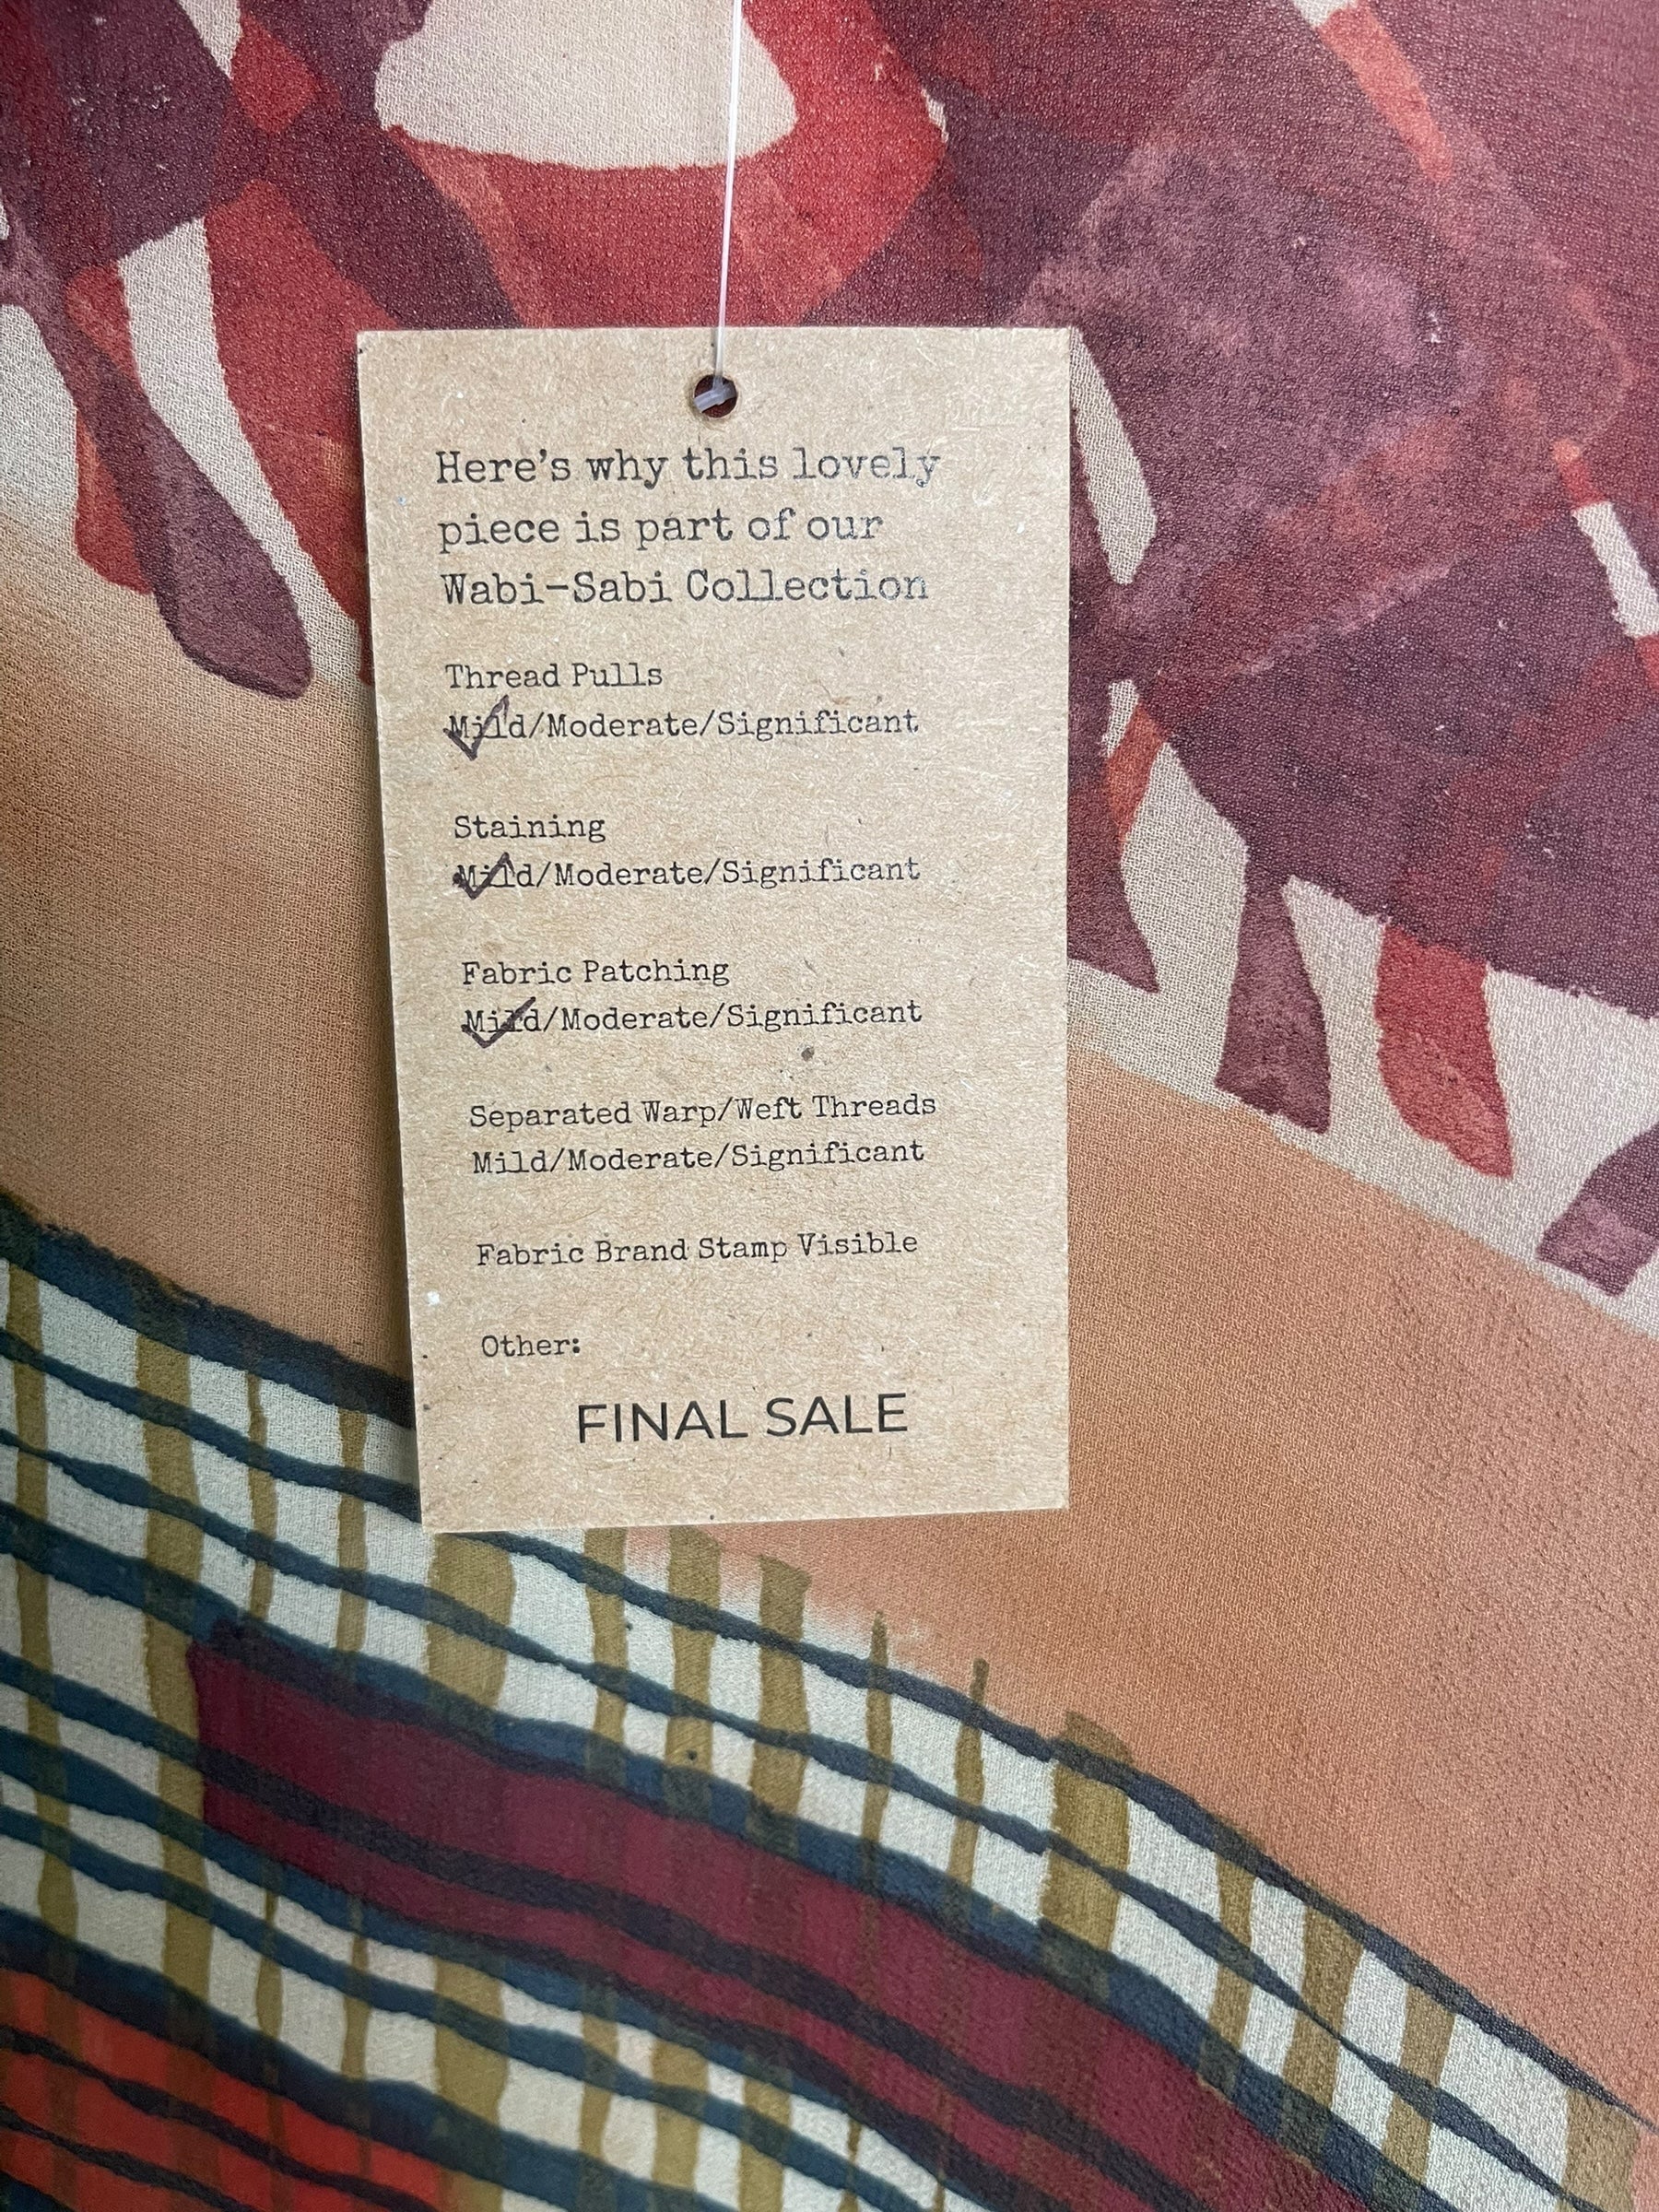 Here's why this lovely
piece is part of our
Wabi-Sabi Collection
Thread Pulls
Mild/Moderate/Significant
Staining
Mild/Moderate/Significant
Fabric Patching
Mild/Moderate/Significant
Separated Warp/Weft Threads
Mild/Moderate/Significant
Fabric Brand Stamp Visible
Other:
FINAL SALE